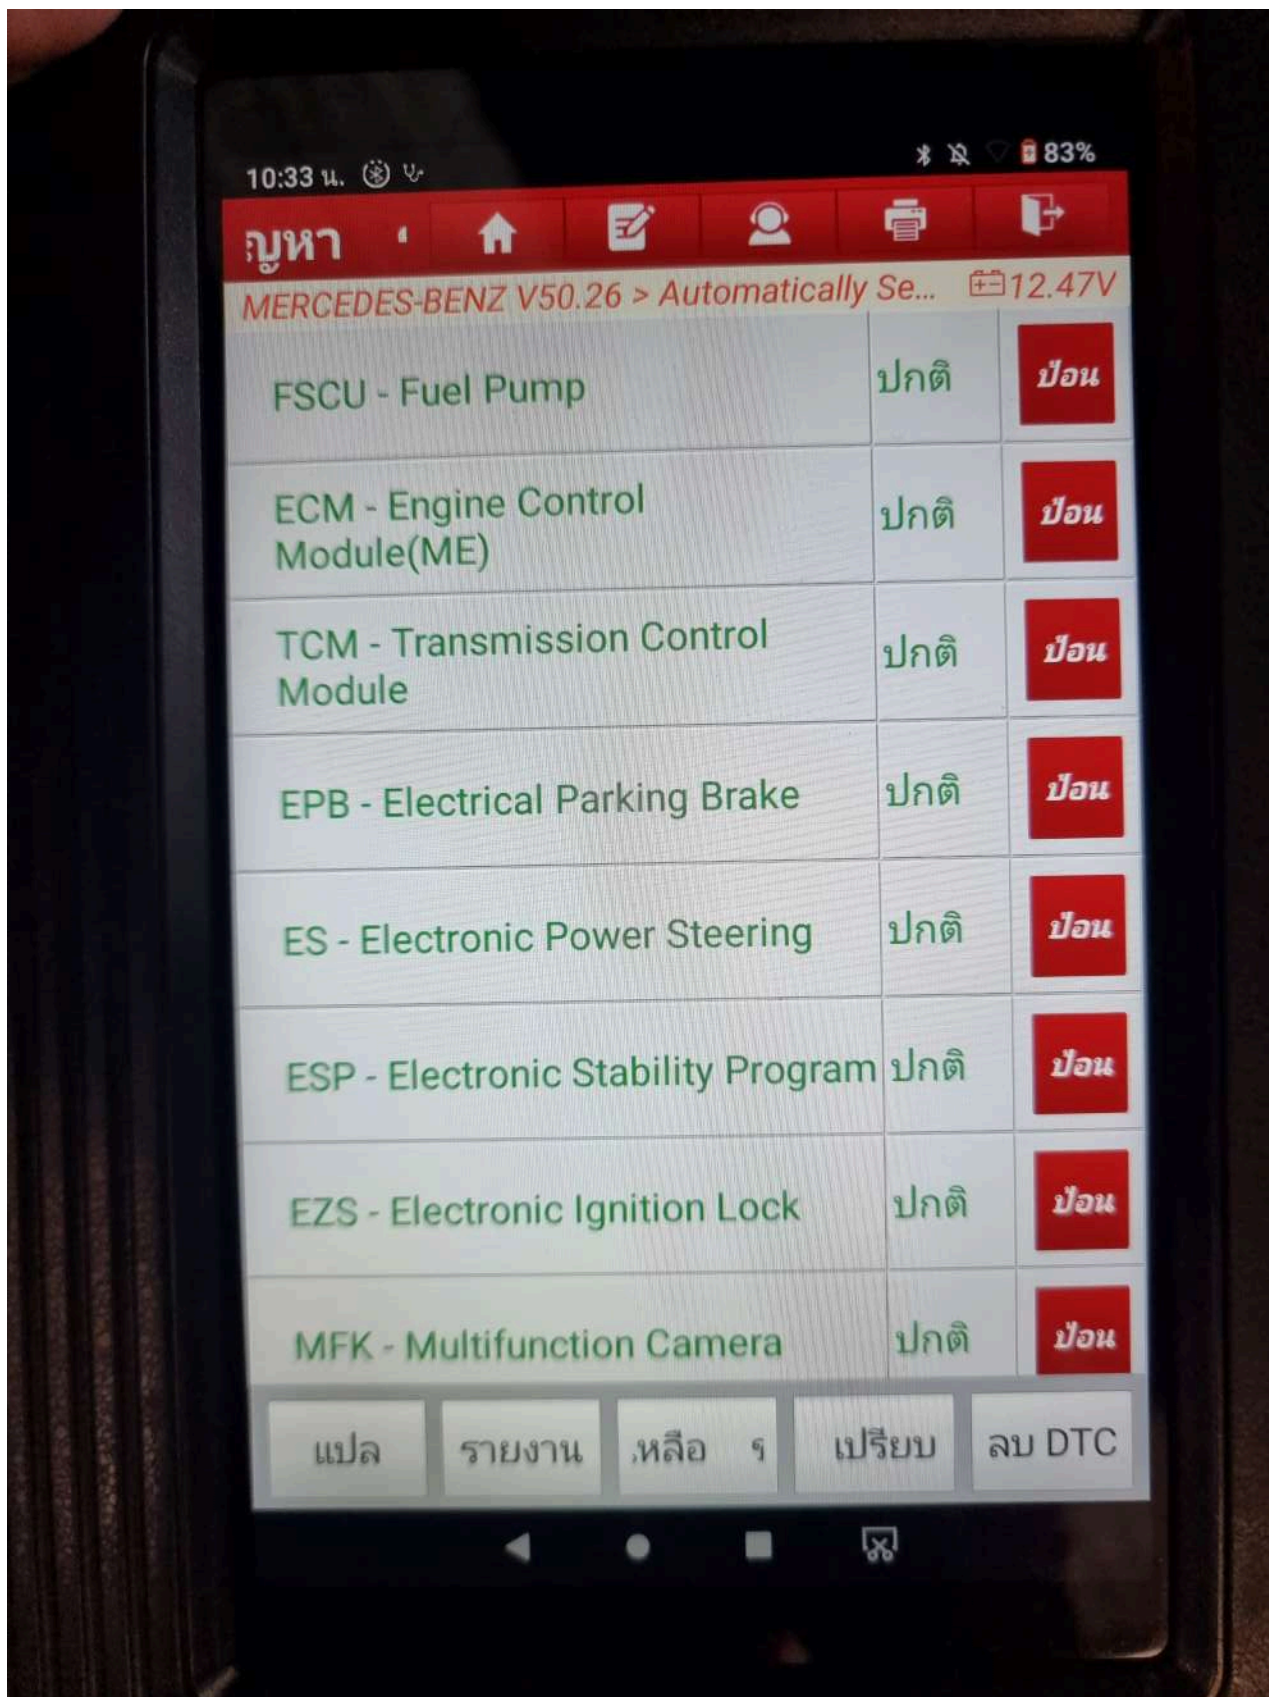 10:33 น.
83%
ัญหา
MERCEDES-BENZ V50.26 > Automatically Se... 12.47V
FSCU - Fuel Pump ปกติ ป้อน
ECM - Engine Control
Module(ME) ปกติ ป้อน
TCM - Transmission Control
Module ปกติ ป้อน
EPB - Electrical Parking Brake ปกติ ป้อน
ES - Electronic Power Steering ปกติ ป้อน
ESP - Electronic Stability Program ปกติ ป้อน
EZS - Electronic Ignition Lock ปกติ ป้อน
MFK - Multifunction Camera ปกติ ป้อน
แปล รายงาน หลือ เปรียบ ลบ DTC